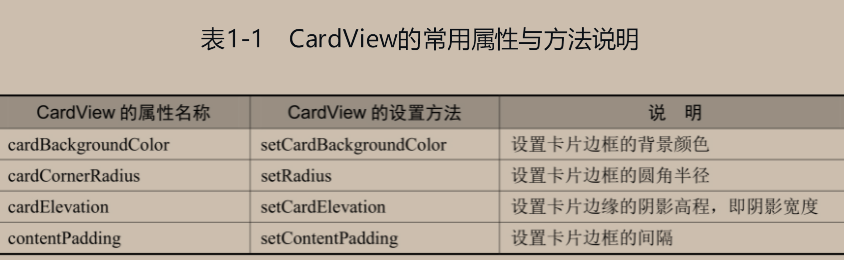 表1-1 CardView的常用属性与方法说明
CardView 的属性名称 CardView 的设置方法 说 明
cardBackgroundColor setCardBackgroundColor 设置卡片边框的背景颜色
cardCornerRadius setRadius 设置卡片边框的圆角半径
cardElevation setCardElevation 设置卡片边缘的阴影高程，即阴影宽度
contentPadding setContentPadding 设置卡片边框的间隔